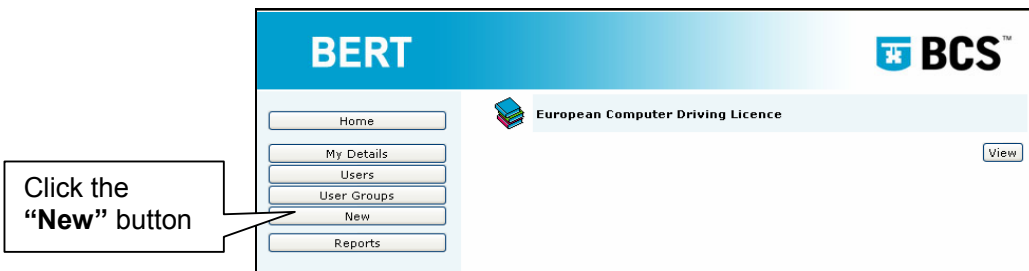 BERT
BCS™
Home
European Computer Driving Licence
My Details
View
Users
User Groups
New
Reports
Click the
“New” button